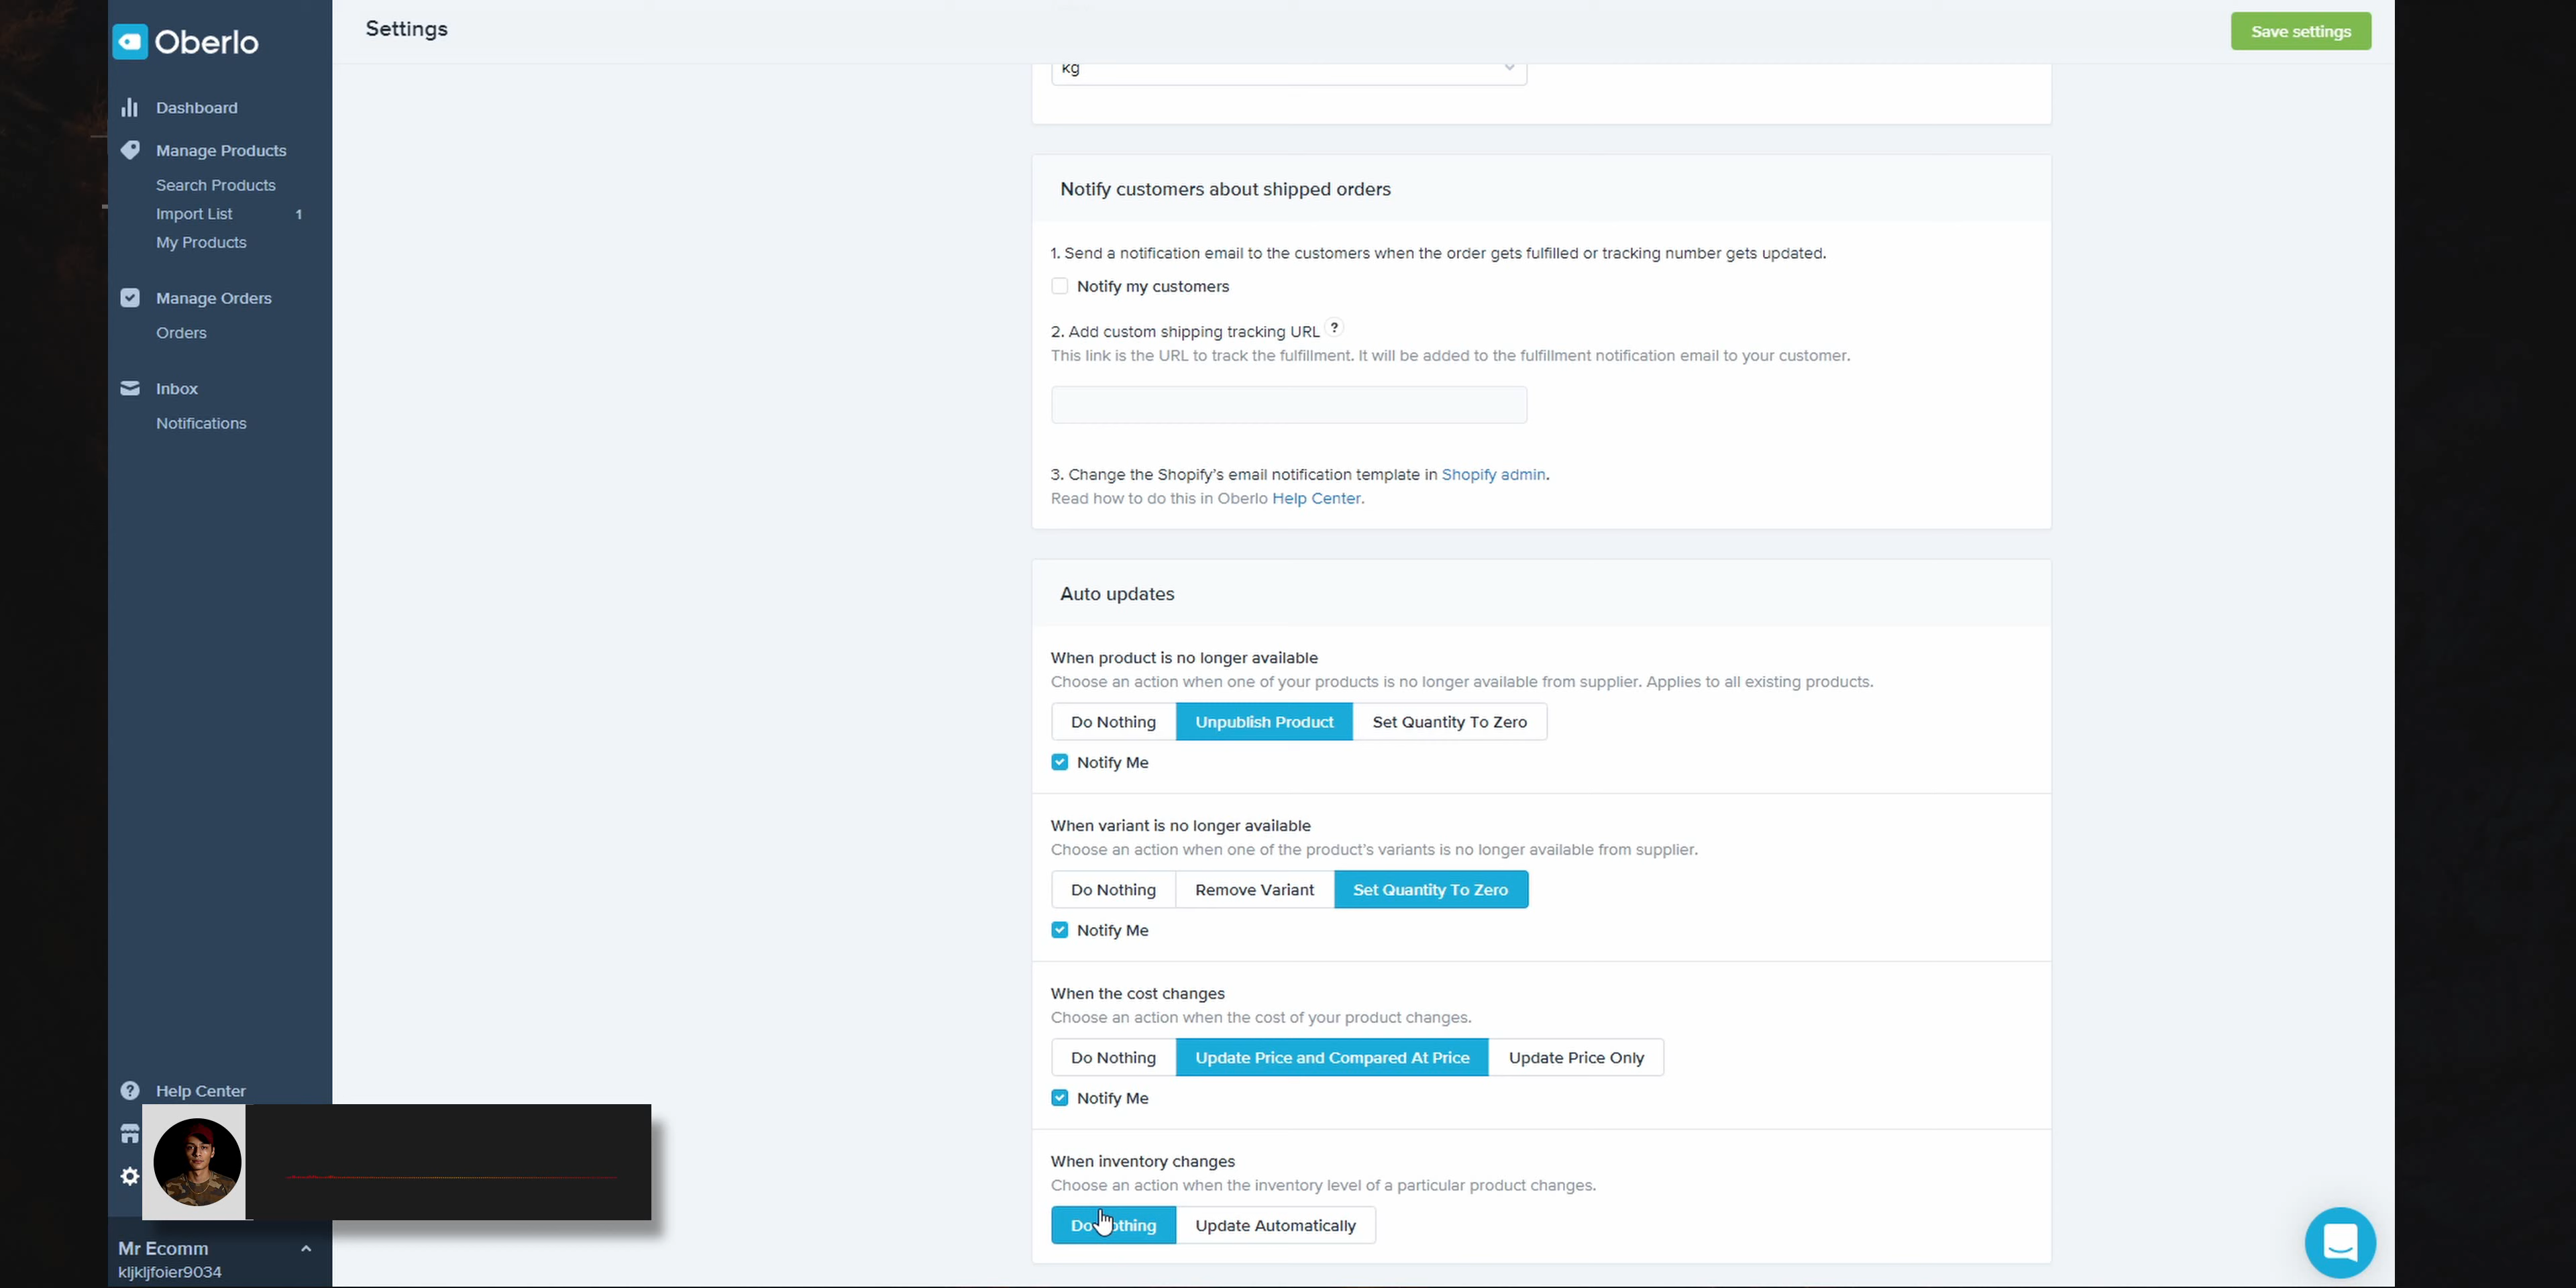 Oberlo
Settings
Save settings
Dashboard
Manage Products
Search Products
Import List 1
My Products
Manage Orders
Orders
Inbox
Notifications
kg
Notify customers about shipped orders
1. Send a notification email to the customers when the order gets fulfilled or tracking number gets updated.
Notify my customers
2. Add custom shipping tracking URL ?
This link is the URL to track the fulfillment. It will be added to the fulfillment notification email to your customer.
3. Change the Shopify's email notification template in Shopify admin.
Read how to do this in Oberlo Help Center.
Auto updates
When product is no longer available
Choose an action when one of your products is no longer available from supplier. Applies to all existing products.
Do Nothing Unpublish Product Set Quantity To Zero
Notify Me
When variant is no longer available
Choose an action when one of the product's variants is no longer available from supplier.
Do Nothing Remove Variant Set Quantity To Zero
Notify Me
When the cost changes
Choose an action when the cost of your product changes.
Do Nothing Update Price and Compared At Price Update Price Only
Notify Me
When inventory changes
Choose an action when the inventory level of a particular product changes.
Do Nothing Update Automatically
Help Center
Mr Ecomm
kljkljfoier9034